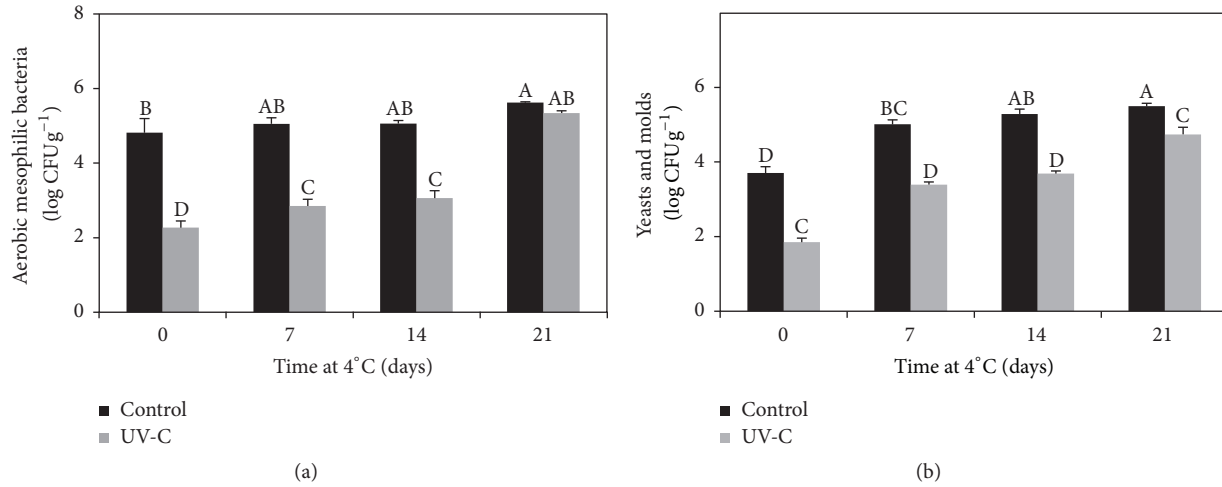 Aerobic mesophilic bacteria
(log CFUg−1)
8
6
4
2
0
B
D
AB
C
AB
C
A
AB
0
7
14
21
Time at 4°C (days)
Control
UV-C
(a)
Yeasts and molds
(log CFUg−1)
6
4
2
0
D
C
BC
D
AB
D
A
C
0
7
14
21
Time at 4°C (days)
Control
UV-C
(b)